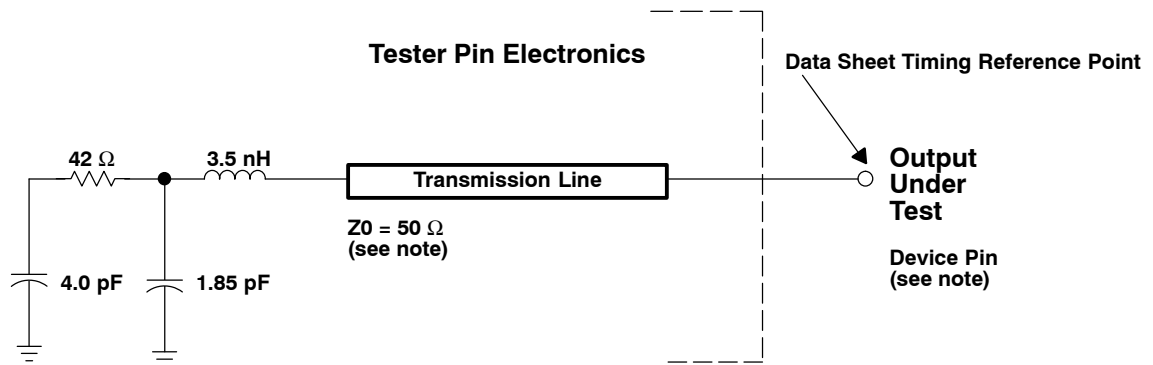 Tester Pin Electronics
Data Sheet Timing Reference Point
42 Ω
3.5 nH
Transmission Line
Output
Under
Test
Z0 = 50 Ω
(see note)
Device Pin
(see note)
4.0 pF
1.85 pF